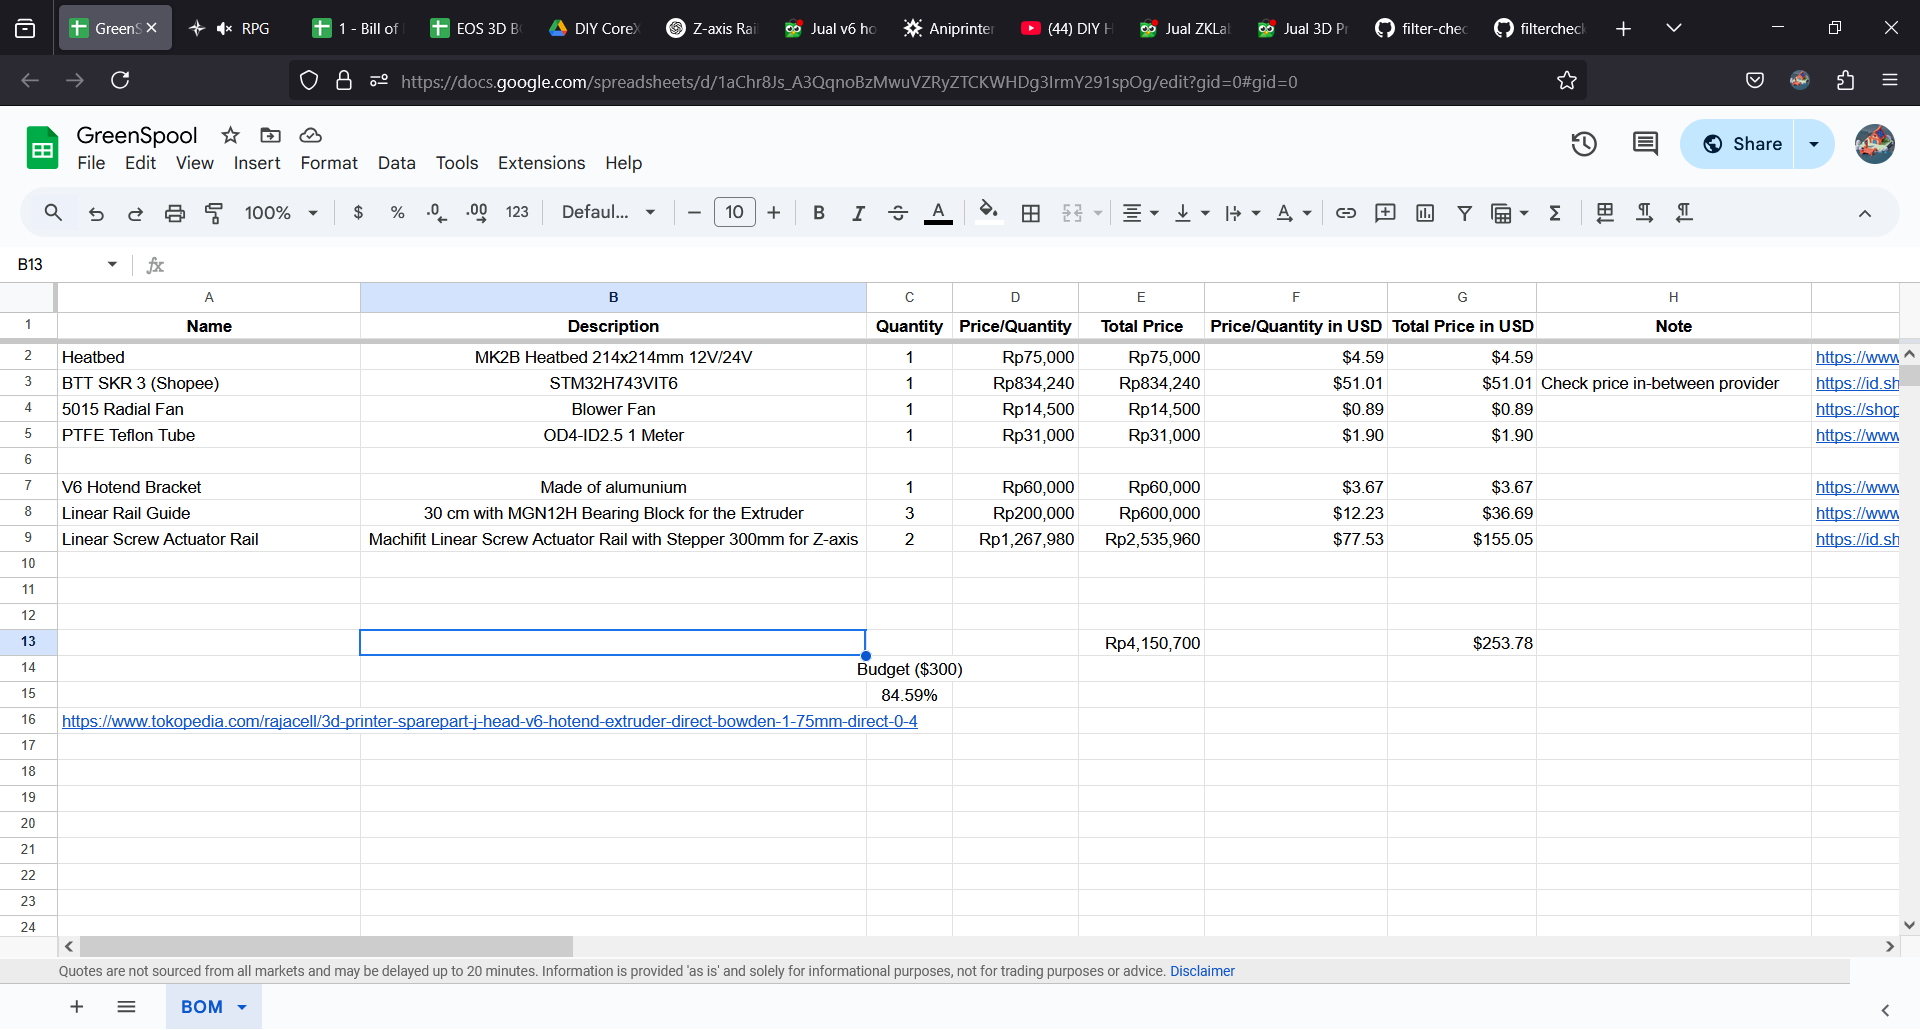 GreenS
RPG
1 - Bill of
EOS 3D B
DIY Core
Z-axis Rai
Jual v6 ho
Aniprinter
(44) DIY H
Jual ZKLa
Jual 3D Pr
filter-chec
filtercheck
https://docs.google.com/spreadsheets/d/1aChr8Js_A3QqnoBzMwuVZRyZTCKWHDg3IrmY291spOg/edit?gid=0#gid=0
GreenSpool
File Edit View Insert Format Data Tools Extensions Help
Share
100% $ % .0 .00 123 Defaul... 10 B I A
B13 fx
A B C D E F G H
1 Name Description Quantity Price/Quantity Total Price Price/Quantity in USD Total Price in USD Note
2 Heatbed MK2B Heatbed 214x214mm 12V/24V 1 Rp75,000 Rp75,000 $4.59 $4.59 https://www
3 BTT SKR 3 (Shopee) STM32H743VIT6 1 Rp834,240 Rp834,240 $51.01 $51.01 Check price in-between provider https://id.sh
4 5015 Radial Fan Blower Fan 1 Rp14,500 Rp14,500 $0.89 $0.89 https://shop
5 PTFE Teflon Tube OD4-ID2.5 1 Meter 1 Rp31,000 Rp31,000 $1.90 $1.90 https://www
6
7 V6 Hotend Bracket Made of alumunium 1 Rp60,000 Rp60,000 $3.67 $3.67 https://www
8 Linear Rail Guide 30 cm with MGN12H Bearing Block for the Extruder 3 Rp200,000 Rp600,000 $12.23 $36.69 https://www
9 Linear Screw Actuator Rail Machifit Linear Screw Actuator Rail with Stepper 300mm for Z-axis 2 Rp1,267,980 Rp2,535,960 $77.53 $155.05 https://id.sh
10
11
12
13 Rp4,150,700 $253.78
14 Budget ($300)
15 84.59%
16 https://www.tokopedia.com/rajacell/3d-printer-sparepart-j-head-v6-hotend-extruder-direct-bowden-1-75mm-direct-0-4
17
18
19
20
21
22
23
24
Quotes are not sourced from all markets and may be delayed up to 20 minutes. Information is provided 'as is' and solely for informational purposes, not for trading purposes or advice. Disclaimer
BOM